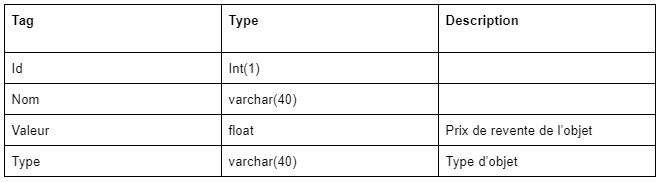 Tag Type Description
Id Int(1)
Nom varchar(40)
Valeur float Prix de revente de l'objet
Type varchar(40) Type d'objet